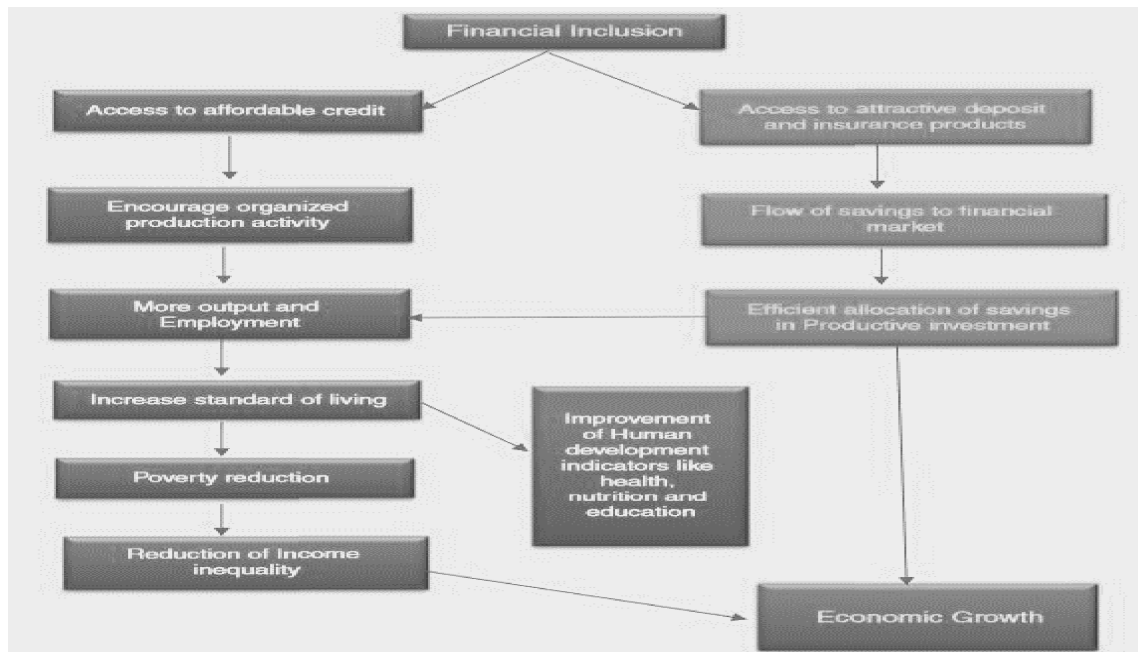 Financial Inclusion
Access to affordable credit
Access to attractive deposit
and insurance products
Encourage organized
production activity
Flow of savings to financial
market
More output and
Employment
Efficient allocation of savings
in Productive investment
Increase standard of living
Improvement
of Human
development
indicators like
health,
nutrition and
education
Poverty reduction
Reduction of Income
inequality
Economic Growth